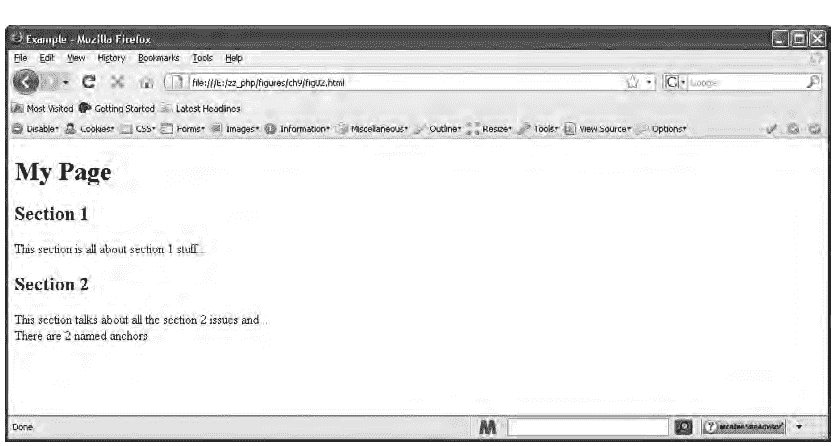 Example - Mozilla Firefox
File Edit View History Bookmarks Tools Help
file:///E:/zz_php/figures/ch9/fig02.html
G Google
Most Visited Getting Started Latest Headlines
Disable Cookies CSS Forms Images Information Miscellaneous Outline Resize Tools View Source Options
My Page
Section 1
This section is all about section 1 stuff...
Section 2
This section talks about all the section 2 issues and...
There are 2 named anchors
Done